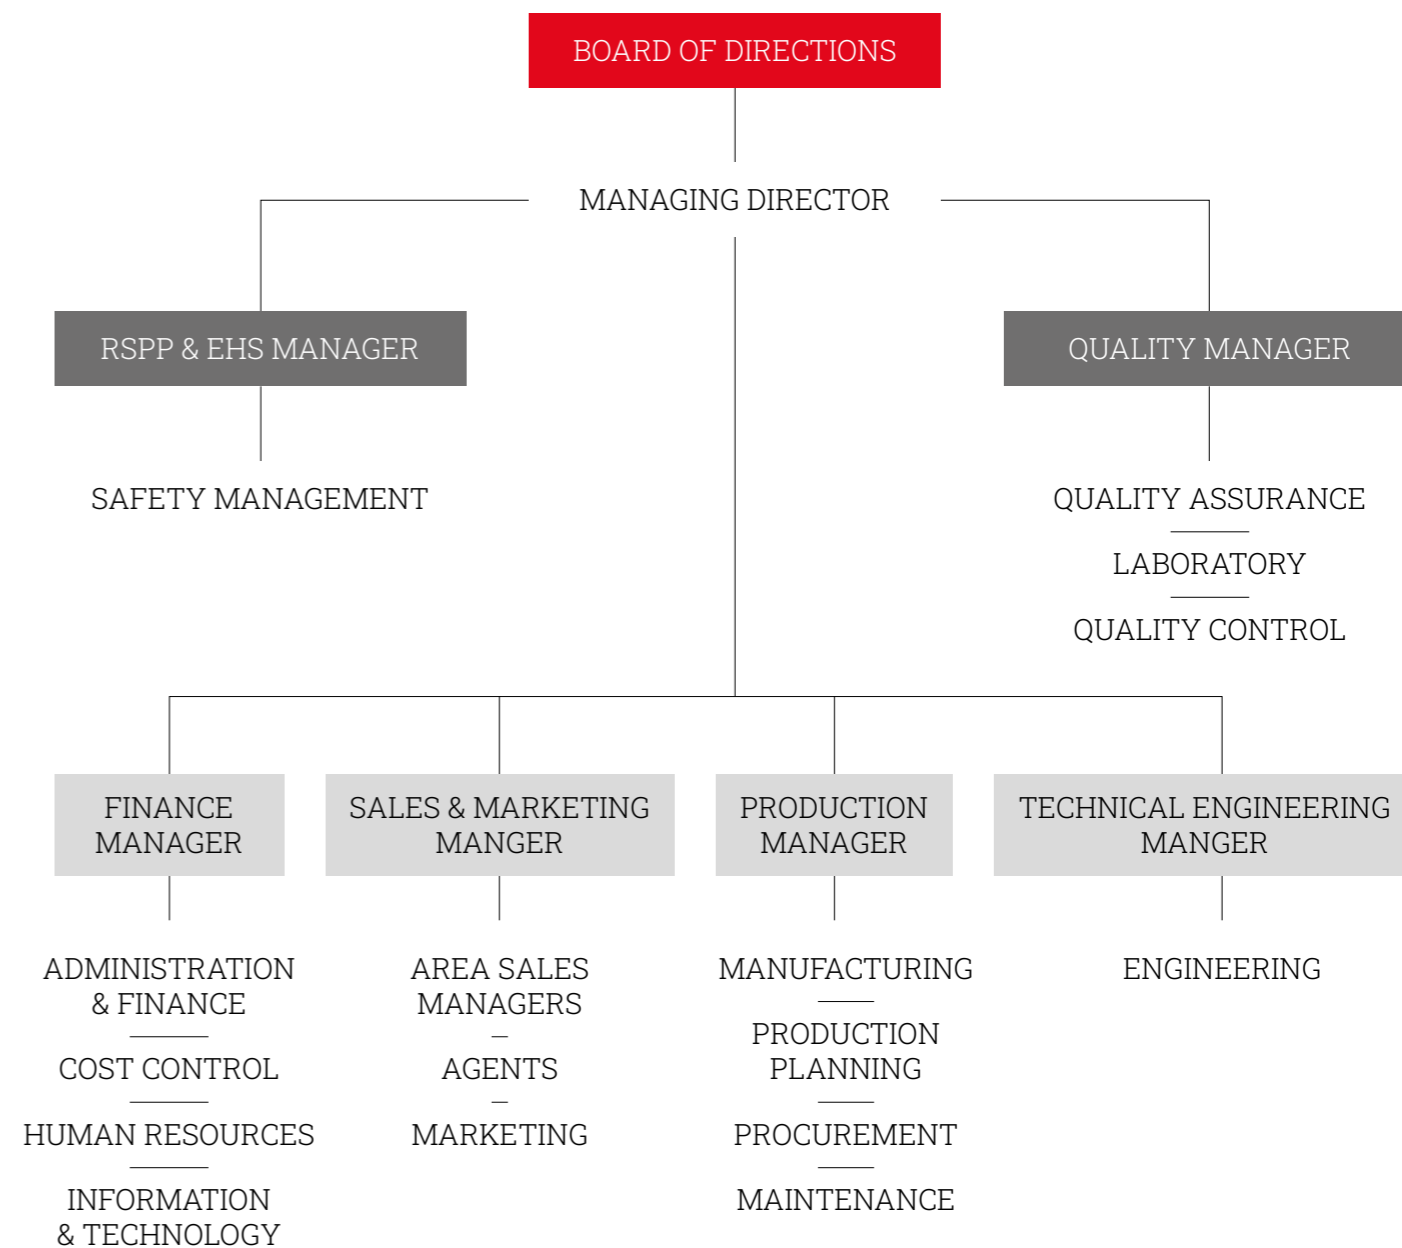 BOARD OF DIRECTIONS
MANAGING DIRECTOR
RSPP & EHS MANAGER
QUALITY MANAGER
SAFETY MANAGEMENT
QUALITY ASSURANCE
LABORATORY
QUALITY CONTROL
FINANCE
MANAGER
SALES & MARKETING
MANGER
PRODUCTION
MANAGER
TECHNICAL ENGINEERING
MANGER
ADMINISTRATION
& FINANCE
COST CONTROL
HUMAN RESOURCES
INFORMATION
& TECHNOLOGY
AREA SALES
MANAGERS
AGENTS
MARKETING
MANUFACTURING
PRODUCTION
PLANNING
PROCUREMENT
MAINTENANCE
ENGINEERING